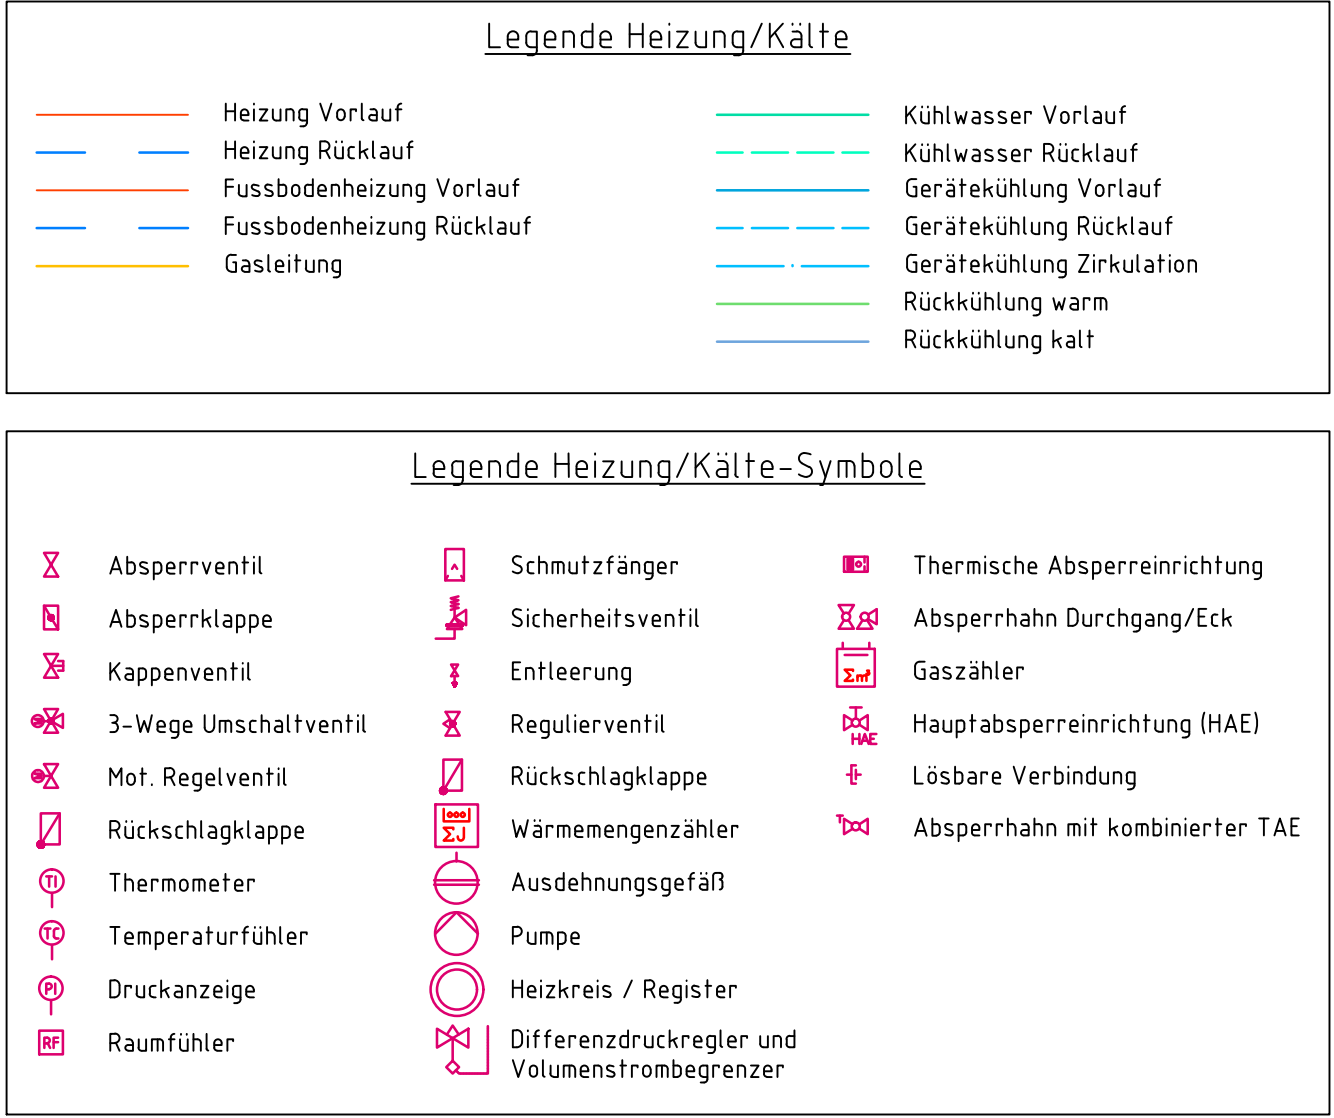 Legende Heizung/Kälte
Heizung Vorlauf
Heizung Rücklauf
Fussbodenheizung Vorlauf
Fussbodenheizung Rücklauf
Gasleitung
Kühlwasser Vorlauf
Kühlwasser Rücklauf
Gerätekühlung Vorlauf
Gerätekühlung Rücklauf
Gerätekühlung Zirkulation
Rückkühlung warm
Rückkühlung kalt
Legende Heizung/Kälte-Symbole
Absperrventil
Absperrklappe
Kappenventil
M 3-Wege Umschaltventil
M Mot. Regelventil
Rückschlagklappe
TI Thermometer
TC Temperaturfühler
PI Druckanzeige
RF Raumfühler
Schmutzfänger
Sicherheitsventil
Entleerung
Regulierventil
Rückschlagklappe
ΣJ Wärmemengenzähler
Ausdehnungsgefäß
Pumpe
Heizkreis / Register
Differenzdruckregler und
Volumenstrombegrenzer
Thermische Absperreinrichtung
Absperrhahn Durchgang/Eck
Σm³ Gaszähler
Hauptabsperreinrichtung (HAE)
HAE
Lösbare Verbindung
T Absperrhahn mit kombinierter TAE